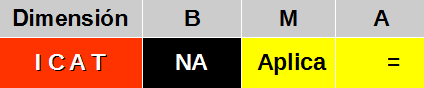 Dimensión B M A
I C A T NA Aplica =